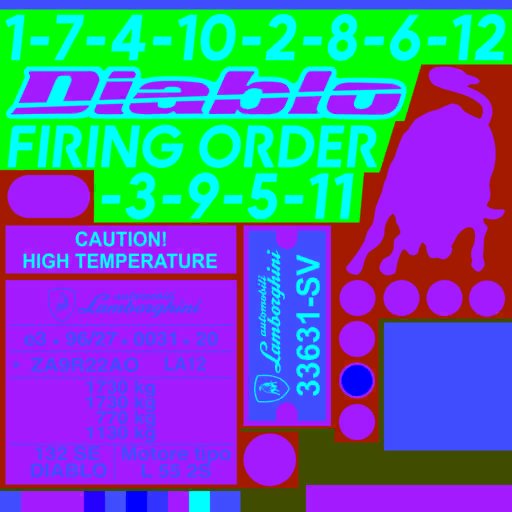 1-7-4-10-2-8-6-12
Diablo
FIRING ORDER
-3-9-5-11
CAUTION!
HIGH TEMPERATURE
automobili
Lamborghini
e3 * 96/27 * 0031 * 20
* ZA9R22AO LA12
1730 kg
1730 kg
770 kg
1130 kg
132 SE Motore tipo
DIABLO L 55 2S
automobili
Lamborghini
33631-SV